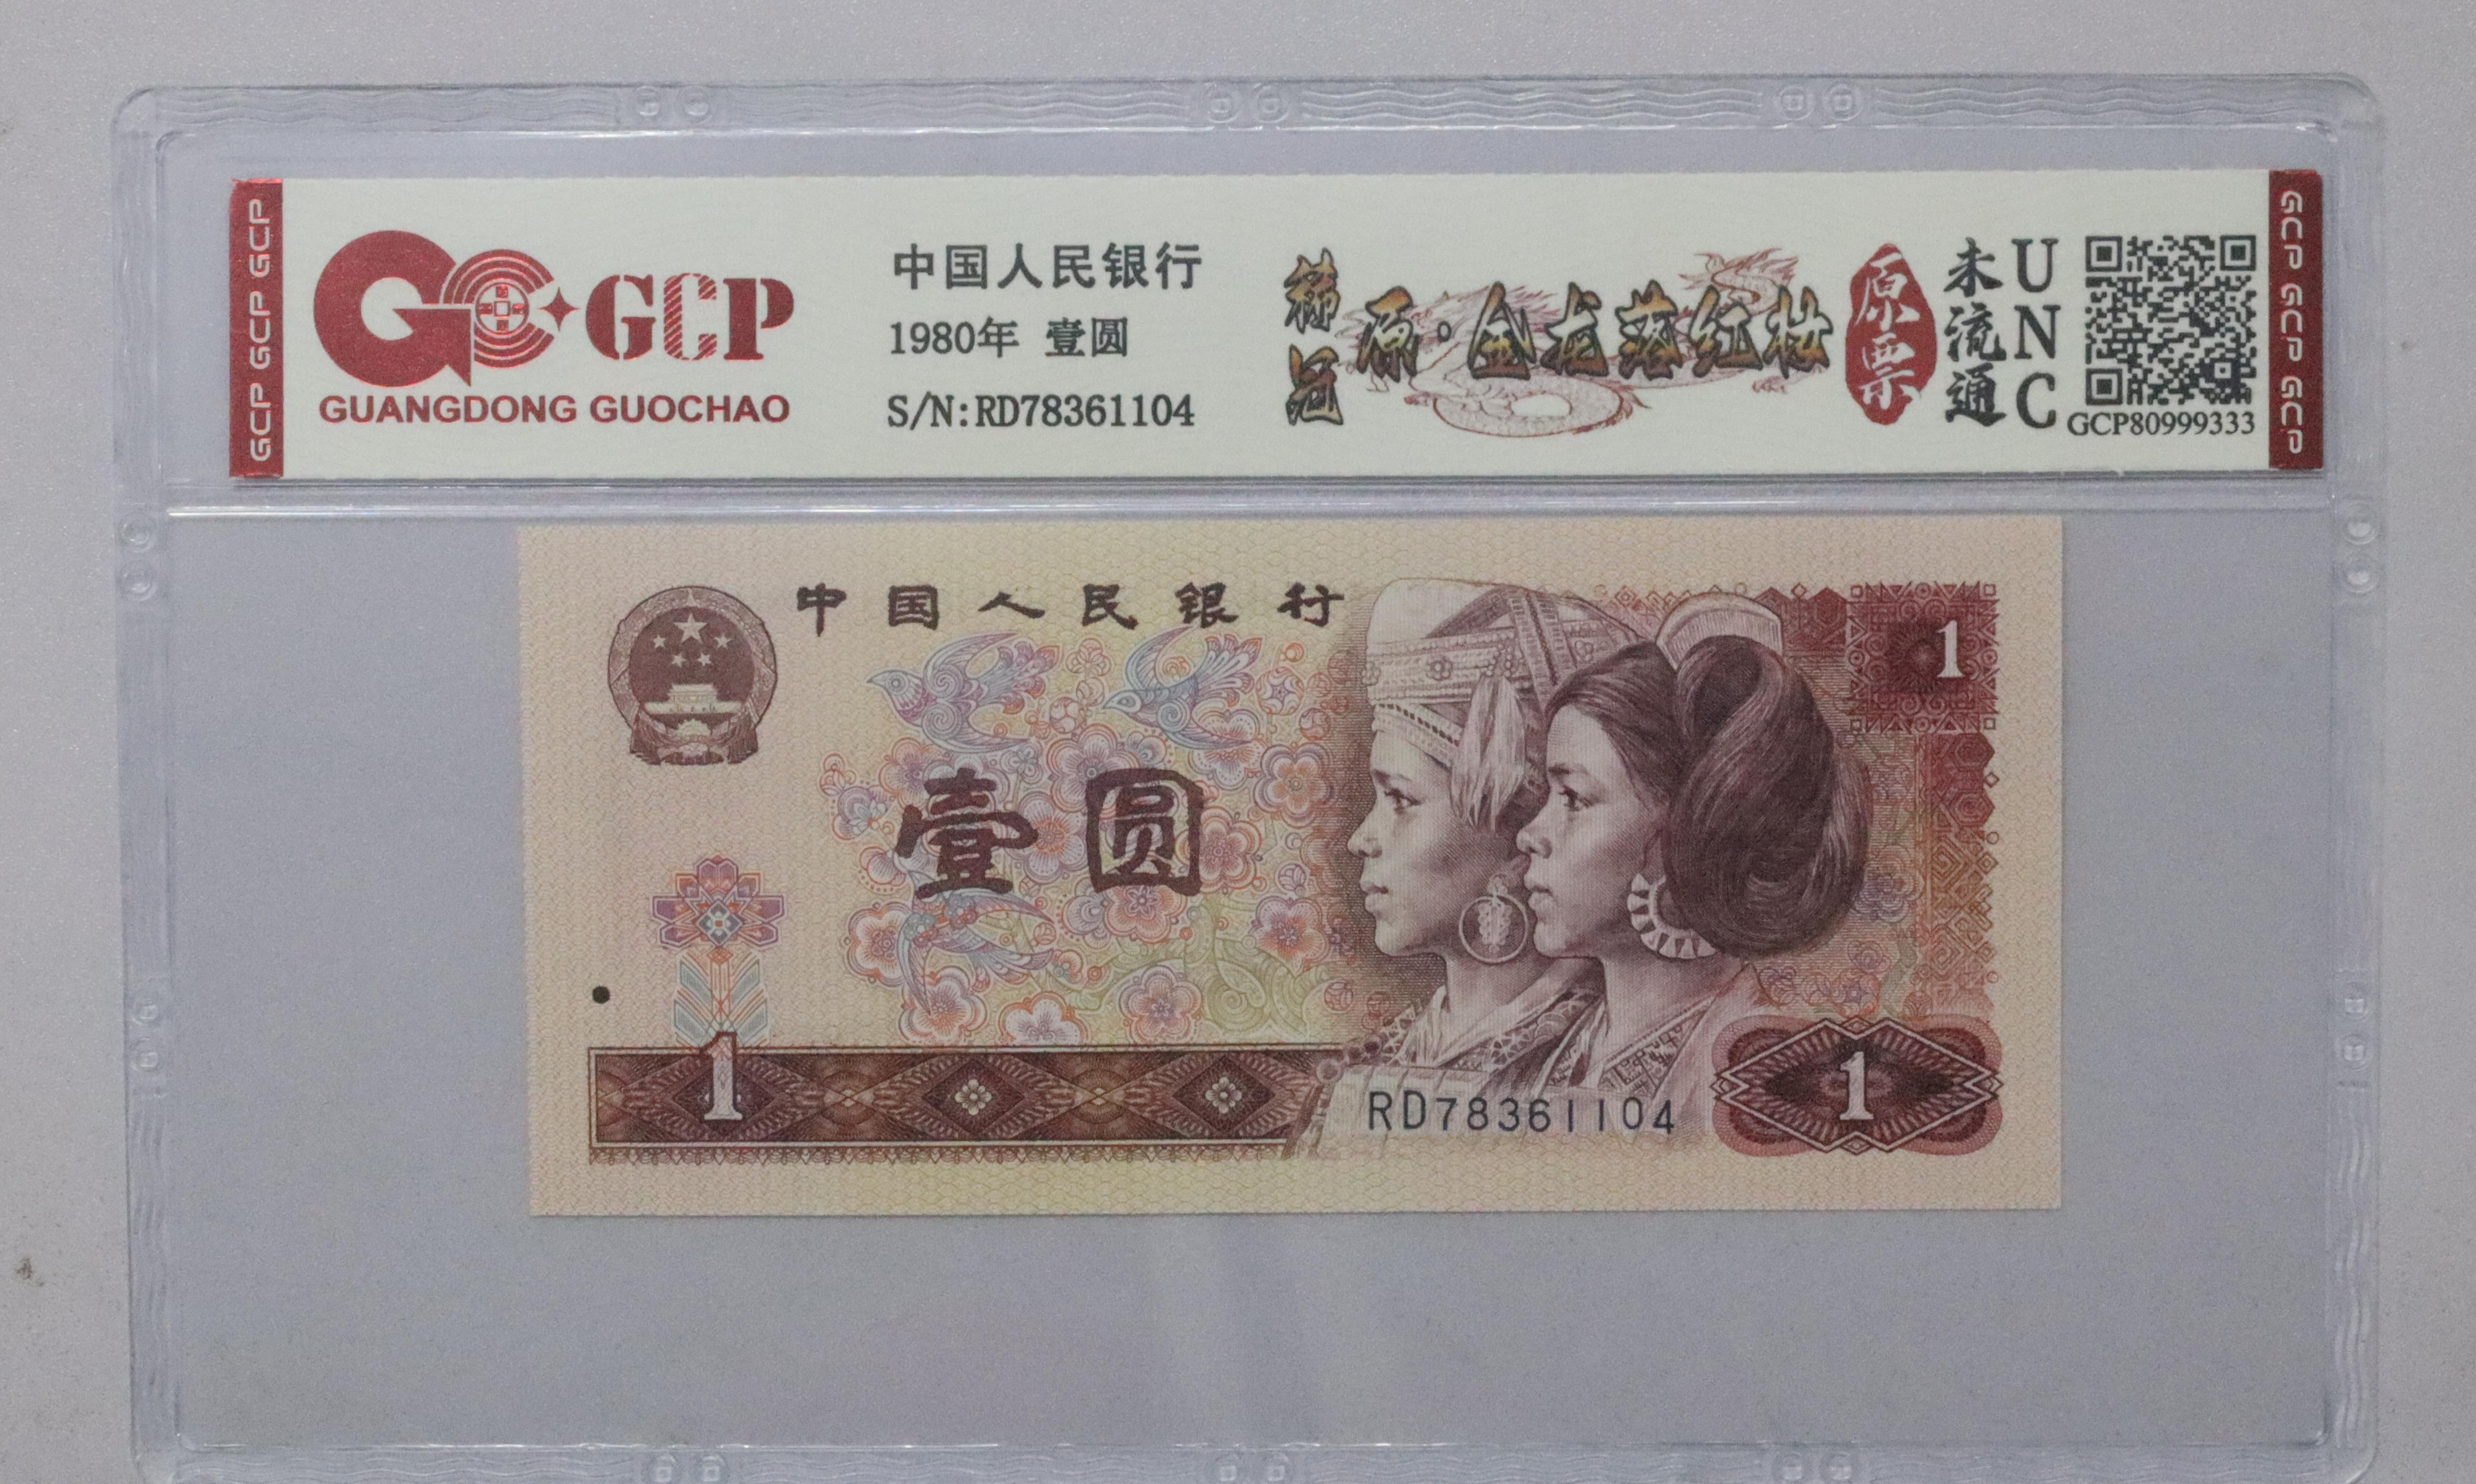 GCP GCP GCP
GCP
GUANGDONG GUOCHAO
中国人民银行
1980年 壹圆
S/N:RD78361104
稀冠
原·金龙落红妆
原票
未流通
UNC
GCP80999333
GCP GCP GCP
中国人民银行
1
壹圆
1
1
RD78361104